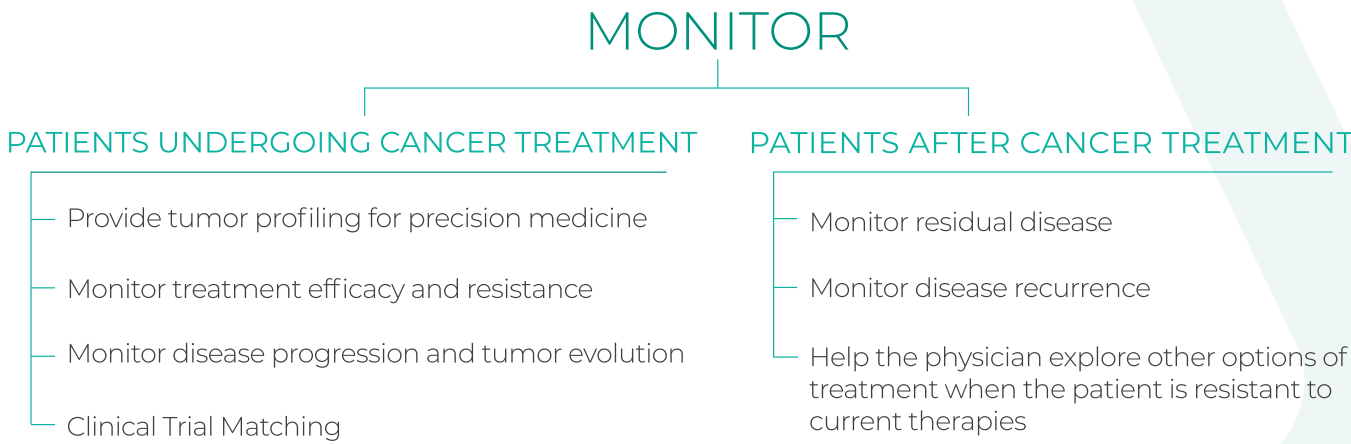 MONITOR
PATIENTS UNDERGOING CANCER TREATMENT
Provide tumor profiling for precision medicine
Monitor treatment efficacy and resistance
Monitor disease progression and tumor evolution
Clinical Trial Matching
PATIENTS AFTER CANCER TREATMENT
Monitor residual disease
Monitor disease recurrence
Help the physician explore other options of
treatment when the patient is resistant to
current therapies